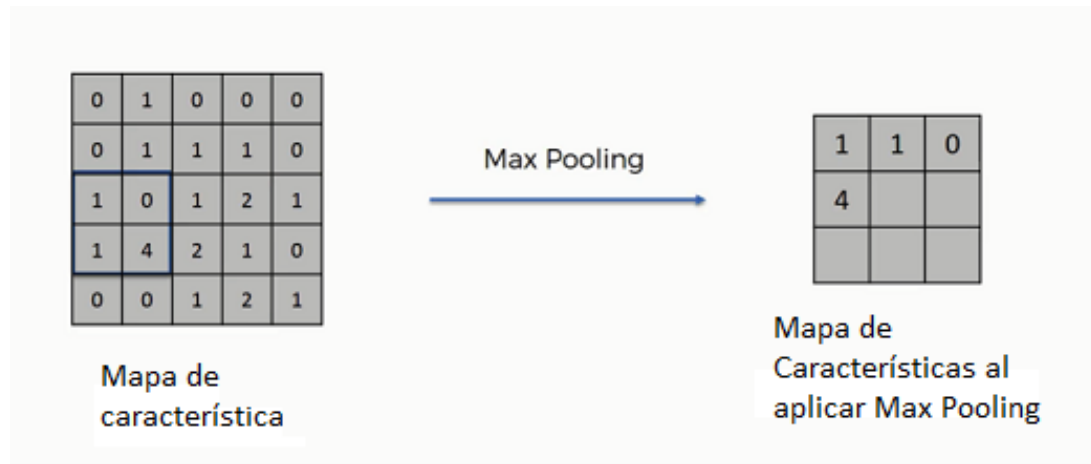 0 1 0 0 0
0 1 1 1 0
1 0 1 2 1
1 4 2 1 0
0 0 1 2 1
Mapa de
característica
Max Pooling
1 1 0
4
Mapa de
Características al
aplicar Max Pooling